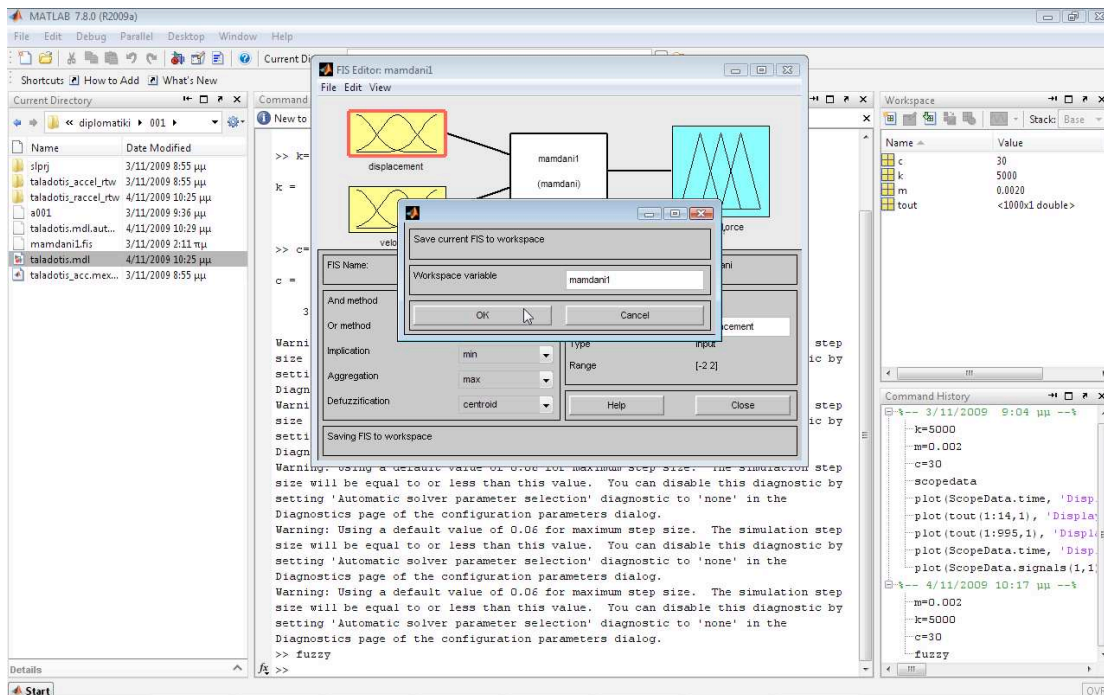 MATLAB 7.8.0 (R2009a)
File Edit Debug Parallel Desktop Window Help
Current Di
Shortcuts How to Add What's New
Current Directory
« diplomatiki 001
Name Date Modified
slprj 3/11/2009 8:55 μμ
taladotis_accel_rtw 3/11/2009 8:55 μμ
taladotis_raccel_rtw 4/11/2009 10:25 μμ
a001 3/11/2009 9:36 μμ
taladotis.mdl.aut... 4/11/2009 10:29 μμ
mamdani1.fis 3/11/2009 2:11 πμ
taladotis.mdl 4/11/2009 10:25 μμ
taladotis_acc.mex... 3/11/2009 8:55 μμ
Details
Start
Command
New to
>> k=
k =
>> c=
c =
3
Warni
size
setti
Diagn
Warni
size
setti
Diagn
step
ic by
step
ic by
Warning: Using a default value of 0.06 for maximum step size. The simulation step
size will be equal to or less than this value. You can disable this diagnostic by
setting 'Automatic solver parameter selection' diagnostic to 'none' in the
Diagnostics page of the configuration parameters dialog.
Warning: Using a default value of 0.06 for maximum step size. The simulation step
size will be equal to or less than this value. You can disable this diagnostic by
setting 'Automatic solver parameter selection' diagnostic to 'none' in the
Diagnostics page of the configuration parameters dialog.
Warning: Using a default value of 0.06 for maximum step size. The simulation step
size will be equal to or less than this value. You can disable this diagnostic by
setting 'Automatic solver parameter selection' diagnostic to 'none' in the
Diagnostics page of the configuration parameters dialog.
>> fuzzy
fx >>
FIS Editor: mamdani1
File Edit View
displacement
mamdani1
(mamdani)
velo
orce
FIS Name:
ani
And method
Or method
Implication min
Aggregation max
Defuzzification centroid
cement
Type input
Range [-2 2]
Help Close
Saving FIS to workspace
Save current FIS to workspace
Workspace variable mamdani1
OK Cancel
Workspace
Stack: Base
Name Value
c 30
k 5000
m 0.0020
tout <1000x1 double>
Command History
%-- 3/11/2009 9:04 μμ --%
k=5000
m=0.002
c=30
scopedata
plot(ScopeData.time, 'Disp
plot(tout(1:14,1), 'Display
plot(tout(1:995,1), 'Displa
plot(ScopeData.time, 'Disp
plot(ScopeData.signals(1,1)
%-- 4/11/2009 10:17 μμ --%
m=0.002
k=5000
c=30
fuzzy
OVR